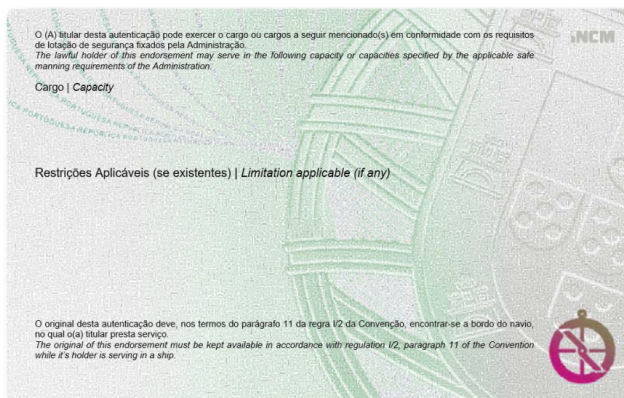 O (A) titular desta autenticação pode exercer o cargo ou cargos a seguir mencionado(s) em conformidade com os requisitos
de lotação de segurança fixados pela Administração.
The lawful holder of this endorsement may serve in the following capacity or capacities specified by the applicable safe
manning requirements of the Administration.
INCM
Cargo | Capacity
Restrições Aplicáveis (se existentes) | Limitation applicable (if any)
O original desta autenticação deve, nos termos do parágrafo 11 da regra I/2 da Convenção, encontrar-se a bordo do navio,
no qual o(a) titular presta serviço.
The original of this endorsement must be kept available in accordance with regulation I/2, paragraph 11 of the Convention
while it's holder is serving in a ship.